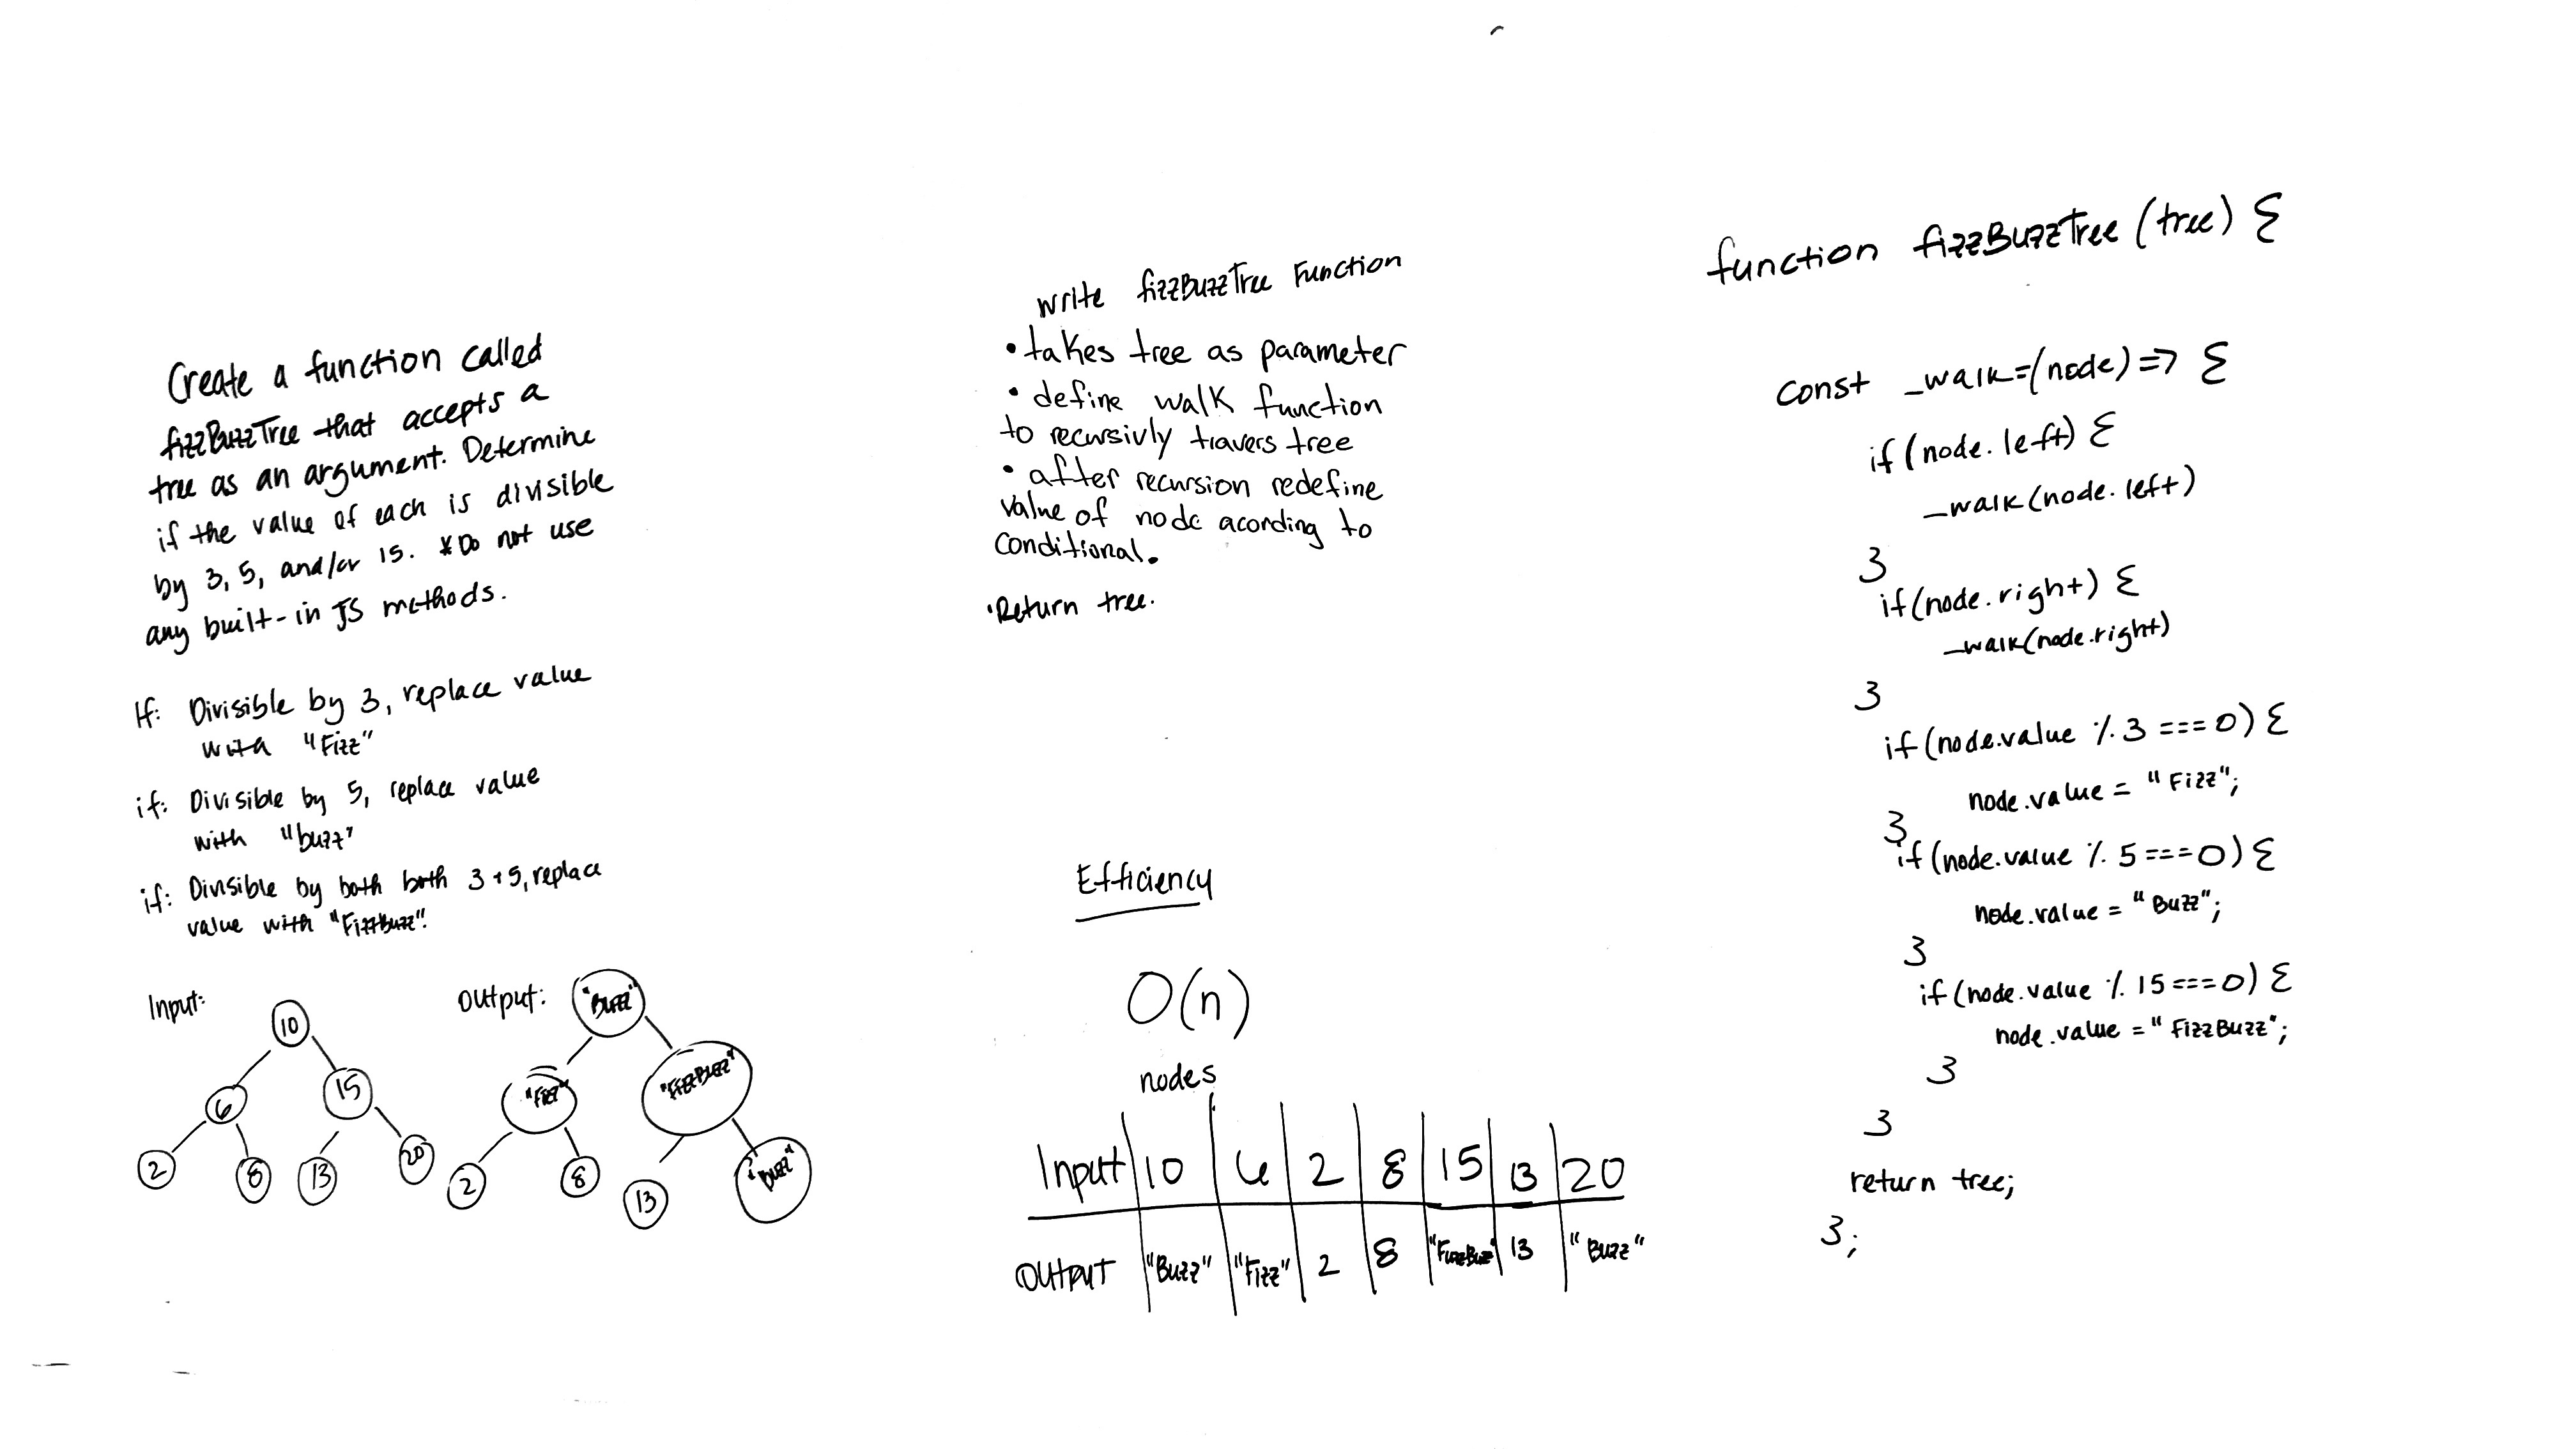 Create a function called
fizzBuzzTree that accepts a
tree as an argument. Determine
if the value of each is divisible
by 3, 5, and/or 15. *Do not use
any built-in JS methods.
If: Divisible by 3, replace value
with "Fizz"
if: Divisible by 5, replace value
with "buzz"
if: Divisible by both both 3+5, replace
value with "FizzBuzz".
Input:
10
6 15
2 8 13 20
Output:
"Buzz"
"Fizz" "FizzBuzz"
2 8 13 "Buzz"
write fizzBuzzTree Function
• takes tree as parameter
• define walk function
to recursivly travers tree
• after recursion redefine
value of node acording to
conditional.
• Return tree.
Efficiency
O(n)
nodes
Input 10 6 2 8 15 13 20
Output "Buzz" "Fizz" 2 8 "FizzBuzz" 13 "Buzz"
function fizzBuzzTree (tree) {
const _walk=(node)=> {
if (node.left) {
_walk(node.left)
}
if(node.right) {
_walk(node.right)
}
if(node.value % 3 ===0) {
node.value = "Fizz";
}
if(node.value % 5===0) {
node.value = "Buzz";
}
if(node.value % 15===0) {
node.value = "FizzBuzz";
}
}
return tree;
};